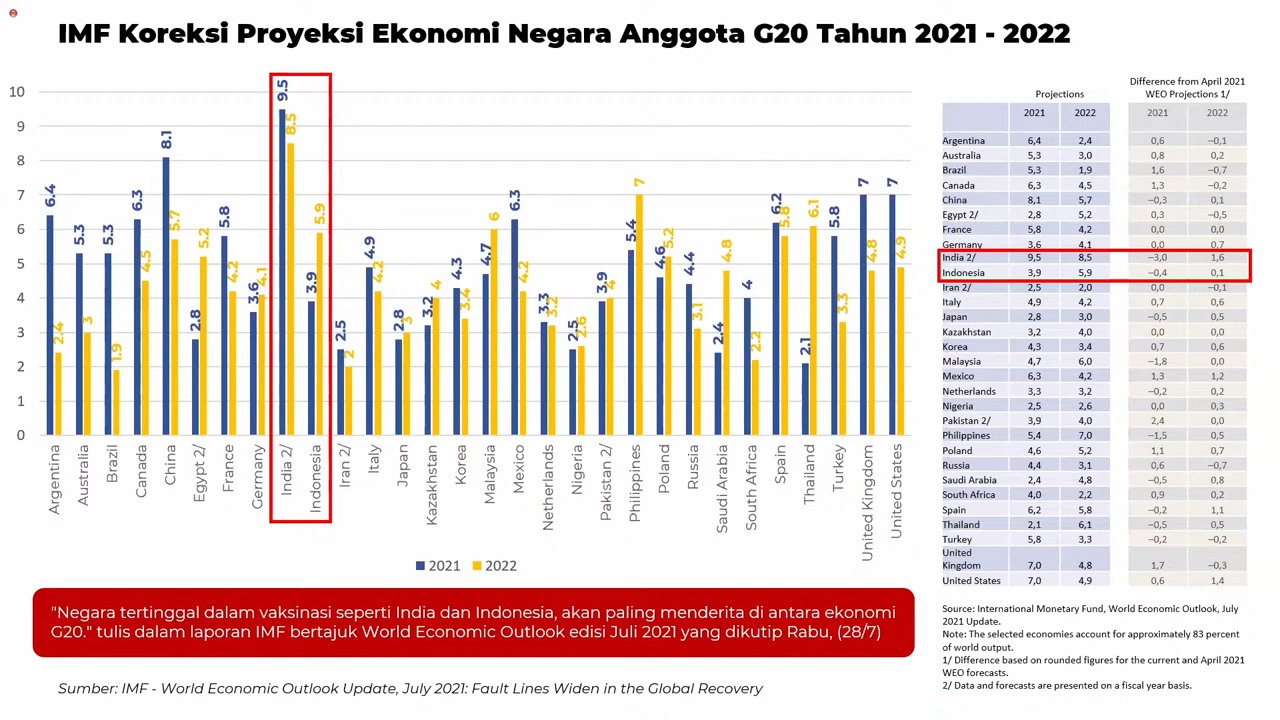 IMF Koreksi Proyeksi Ekonomi Negara Anggota G20 Tahun 2021 - 2022
10
9
8
7
6
5
4
3
2
1
0
6.4 2.4
5.3 3
5.3 1.9
6.3 4.5
8.1 5.7
2.8 5.2
5.8 4.2
3.6 4.1
9.5 8.5
3.9 5.9
2.5 2
4.9 4.2
2.8 3
3.2 4
4.3 3.4
4.7 6
6.3 4.2
3.3 3.2
2.5 2.6
3.9 4
5.4 7
4.6 5.2
4.4 3.1
2.4 4.8
4 2.2
6.2 5.8
2.1 6.1
5.8 3.3
7 4.8
7 4.9
Argentina
Australia
Brazil
Canada
China
Egypt 2/
France
Germany
India 2/
Indonesia
Iran 2/
Italy
Japan
Kazakhstan
Korea
Malaysia
Mexico
Netherlands
Nigeria
Pakistan 2/
Philippines
Poland
Russia
Saudi Arabia
South Africa
Spain
Thailand
Turkey
United Kingdom
United States
2021 2022
"Negara tertinggal dalam vaksinasi seperti India dan Indonesia, akan paling menderita di antara ekonomi
G20." tulis dalam laporan IMF bertajuk World Economic Outlook edisi Juli 2021 yang dikutip Rabu, (28/7)
Sumber: IMF - World Economic Outlook Update, July 2021: Fault Lines Widen in the Global Recovery
Difference from April 2021
Projections WEO Projections 1/
2021 2022 2021 2022
Argentina 6,4 2,4 0,6 –0,1
Australia 5,3 3,0 0,8 0,2
Brazil 5,3 1,9 1,6 –0,7
Canada 6,3 4,5 1,3 –0,2
China 8,1 5,7 –0,3 0,1
Egypt 2/ 2,8 5,2 0,3 –0,5
France 5,8 4,2 0,0 0,0
Germany 3,6 4,1 0,0 0,7
India 2/ 9,5 8,5 –3,0 1,6
Indonesia 3,9 5,9 –0,4 0,1
Iran 2/ 2,5 2,0 0,0 –0,1
Italy 4,9 4,2 0,7 0,6
Japan 2,8 3,0 –0,5 0,5
Kazakhstan 3,2 4,0 0,0 0,0
Korea 4,3 3,4 0,7 0,6
Malaysia 4,7 6,0 –1,8 0,0
Mexico 6,3 4,2 1,3 1,2
Netherlands 3,3 3,2 –0,2 0,2
Nigeria 2,5 2,6 0,0 0,3
Pakistan 2/ 3,9 4,0 2,4 0,0
Philippines 5,4 7,0 –1,5 0,5
Poland 4,6 5,2 1,1 0,7
Russia 4,4 3,1 0,6 –0,7
Saudi Arabia 2,4 4,8 –0,5 0,8
South Africa 4,0 2,2 0,9 0,2
Spain 6,2 5,8 –0,2 1,1
Thailand 2,1 6,1 –0,5 0,5
Turkey 5,8 3,3 –0,2 –0,2
United
Kingdom 7,0 4,8 1,7 –0,3
United States 7,0 4,9 0,6 1,4
Source: International Monetary Fund, World Economic Outlook, July
2021 Update.
Note: The selected economies account for approximately 83 percent
of world output.
1/ Difference based on rounded figures for the current and April 2021
WEO forecasts.
2/ Data and forecasts are presented on a fiscal year basis.